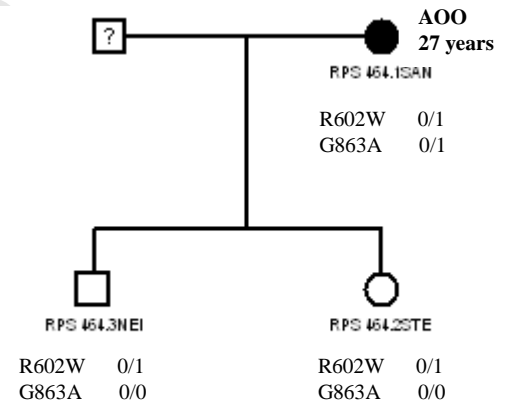 ?
AOO
27 years
RPS 464.1SAN
R602W 0/1
G863A 0/1
RPS 464.3NEI
RPS 464.2STE
R602W 0/1
G863A 0/0
R602W 0/1
G863A 0/0